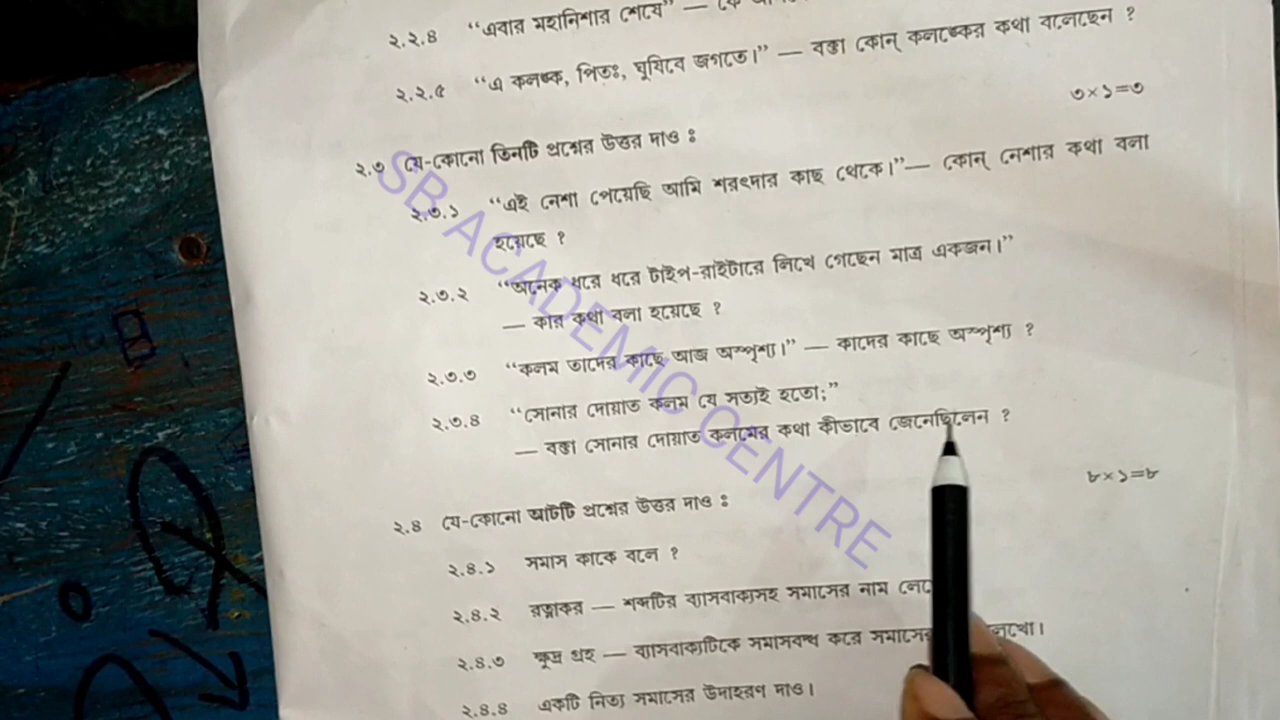 ২.২.৪ “এবার মহানিশার শেষে” — কে
২.২.৫ “এ কলঙ্ক, পিতঃ, ঘুষিবে জগতে।” — বক্তা কোন্ কলঙ্কের কথা বলেছেন ?
২.৩ যে-কোনো তিনটি প্রশ্নের উত্তর দাও : ৩×১=৩
২.৩.১ “এই নেশা পেয়েছি আমি শরৎদার কাছ থেকে।”— কোন্ নেশার কথা বলা
হয়েছে ?
২.৩.২ “অনেক ধরে ধরে টাইপ-রাইটারে লিখে গেছেন মাত্র একজন।”
— কার কথা বলা হয়েছে ?
২.৩.৩ “কলম তাদের কাছে আজ অস্পৃশ্য।” — কাদের কাছে অস্পৃশ্য ?
২.৩.৪ “সোনার দোয়াত কলম যে সত্যই হতো;”
— বক্তা সোনার দোয়াত কলমের কথা কীভাবে জেনেছিলেন ?
২.৪ যে-কোনো আটটি প্রশ্নের উত্তর দাও : ৮×১=৮
২.৪.১ সমাস কাকে বলে ?
২.৪.২ রত্নাকর — শব্দটির ব্যাসবাক্যসহ সমাসের নাম
২.৪.৩ ক্ষুদ্র গ্রহ — ব্যাসবাক্যটিকে সমাসবদ্ধ করে
২.৪.৪ একটি নিত্য সমাসের উদাহরণ দাও।
SB ACADEMIC CENTRE